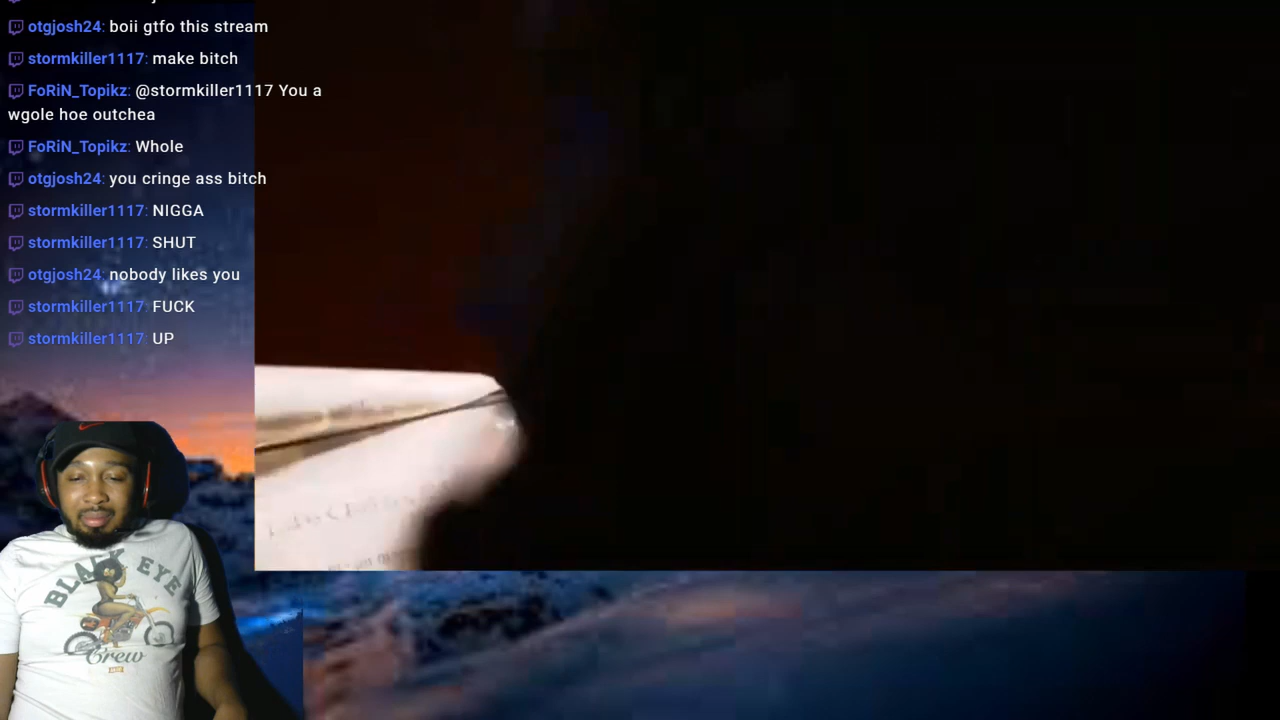 otgjosh24: boii gtfo this stream
stormkiller1117: make bitch
FoRiN_Topikz: @stormkiller1117 You a
wgole hoe outchea
FoRiN_Topikz: Whole
otgjosh24: you cringe ass bitch
stormkiller1117: NIGGA
stormkiller1117: SHUT
otgjosh24: nobody likes you
stormkiller1117: FUCK
stormkiller1117: UP
BLACK EYE
Crew